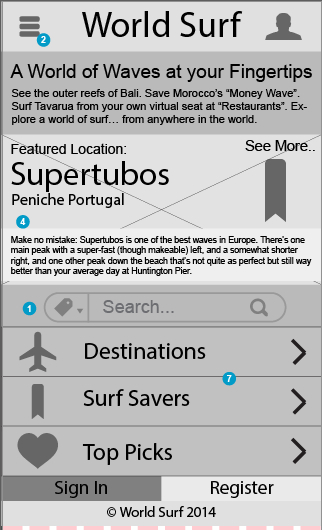 World Surf
2
A World of Waves at your Fingertips
See the outer reefs of Bali. Save Morocco's “Money Wave”.
Surf Tavarua from your own virtual seat at “Restaurants”. Ex-
plore a world of surf... from anywhere in the world.
Featured Location:
See More..
Supertubos
Peniche Portugal
4
Make no mistake: Supertubos is one of the best waves in Europe. There's one
main peak with a super-fast (though makeable) left, and a somewhat shorter
right, and one other peak down the beach that's not quite as perfect but still way
better than your average day at Huntington Pier.
1
Search...
Destinations
7
Surf Savers
Top Picks
Sign In
Register
© World Surf 2014